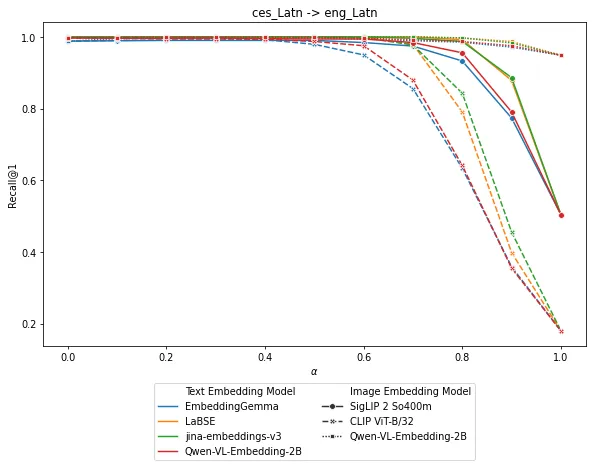 ces_Latn -> eng_Latn
Recall@1
1.0
0.8
0.6
0.4
0.2
0.0 0.2 0.4 0.6 0.8 1.0
α
Text Embedding Model Image Embedding Model
EmbeddingGemma SigLIP 2 So400m
LaBSE CLIP ViT-B/32
jina-embeddings-v3 Qwen-VL-Embedding-2B
Qwen-VL-Embedding-2B